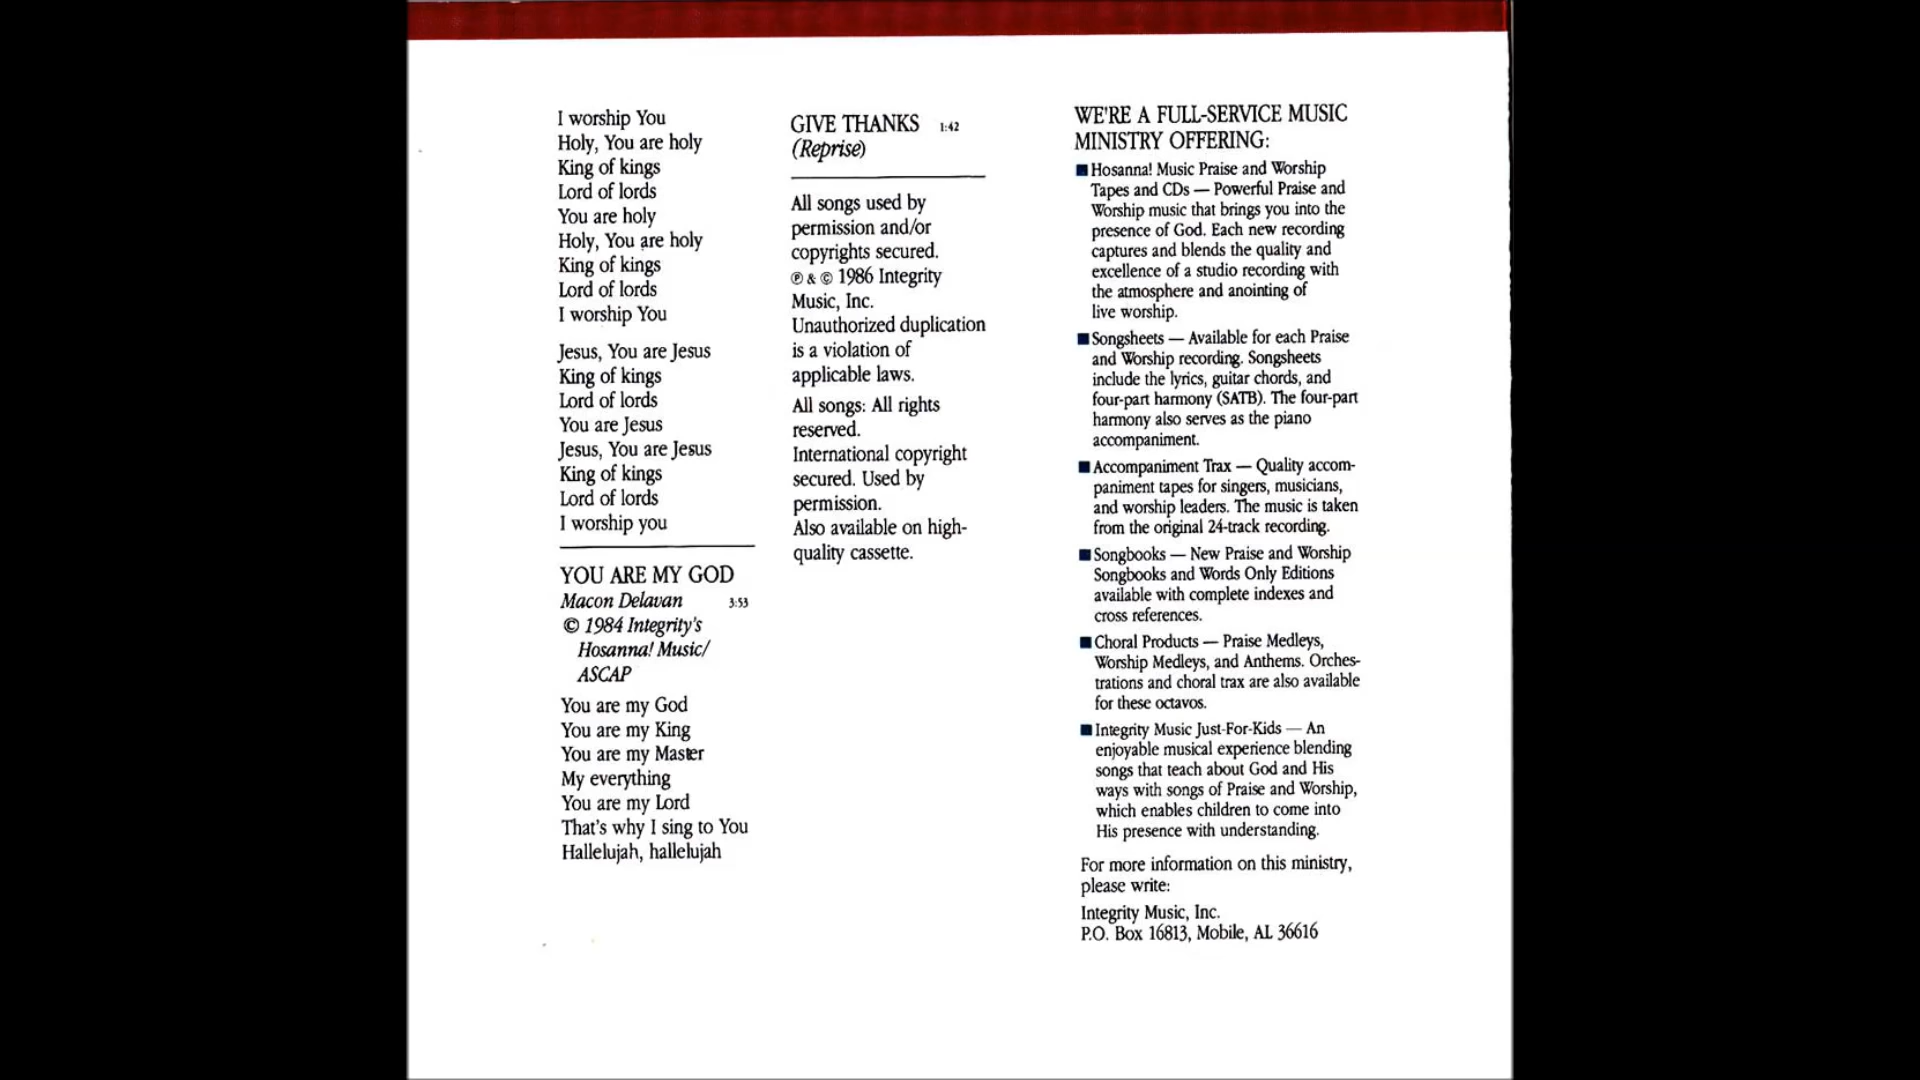 I worship You
Holy, You are holy
King of kings
Lord of lords
You are holy
Holy, You are holy
King of kings
Lord of lords
I worship You
Jesus, You are Jesus
King of kings
Lord of lords
You are Jesus
Jesus, You are Jesus
King of kings
Lord of lords
I worship you
YOU ARE MY GOD
Macon Delavan 3:53
© 1984 Integrity's
Hosanna! Music/
ASCAP
You are my God
You are my King
You are my Master
My everything
You are my Lord
That's why I sing to You
Hallelujah, hallelujah
GIVE THANKS 1:42
(Reprise)
All songs used by
permission and/or
copyrights secured.
℗ & © 1986 Integrity
Music, Inc.
Unauthorized duplication
is a violation of
applicable laws.
All songs: All rights
reserved.
International copyright
secured. Used by
permission.
Also available on high-
quality cassette.
WE'RE A FULL-SERVICE MUSIC
MINISTRY OFFERING:
■ Hosanna! Music Praise and Worship
Tapes and CDs — Powerful Praise and
Worship music that brings you into the
presence of God. Each new recording
captures and blends the quality and
excellence of a studio recording with
the atmosphere and anointing of
live worship.
■ Songsheets — Available for each Praise
and Worship recording. Songsheets
include the lyrics, guitar chords, and
four-part harmony (SATB). The four-part
harmony also serves as the piano
accompaniment.
■ Accompaniment Trax — Quality accom-
paniment tapes for singers, musicians,
and worship leaders. The music is taken
from the original 24-track recording.
■ Songbooks — New Praise and Worship
Songbooks and Words Only Editions
available with complete indexes and
cross references.
■ Choral Products — Praise Medleys,
Worship Medleys, and Anthems. Orches-
trations and choral trax are also available
for these octavos.
■ Integrity Music Just-For-Kids — An
enjoyable musical experience blending
songs that teach about God and His
ways with songs of Praise and Worship,
which enables children to come into
His presence with understanding.
For more information on this ministry,
please write:
Integrity Music, Inc.
P.O. Box 16813, Mobile, AL 36616